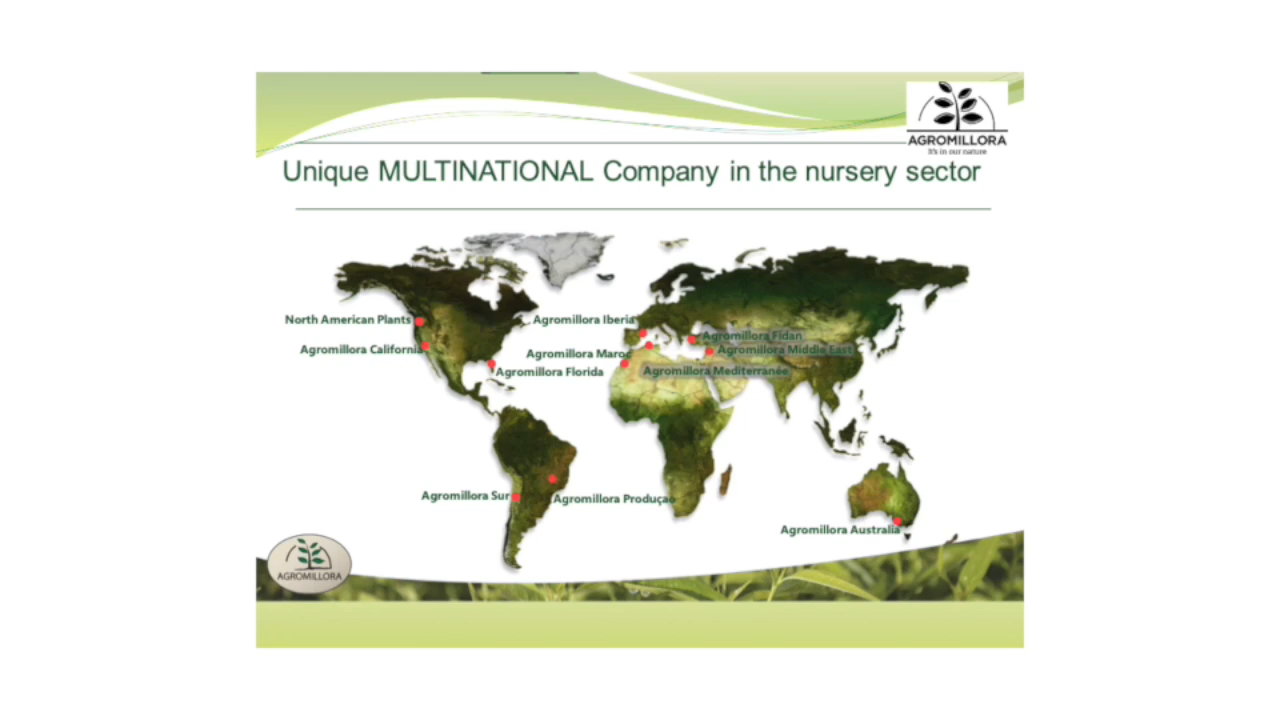 AGROMILLORA
It's in our nature
Unique MULTINATIONAL Company in the nursery sector
North American Plants
Agromillora Iberia
Agromillora Fidan
Agromillora California
Agromillora Maroc
Agromillora Middle East
Agromillora Florida
Agromillora Mediterranée
Agromillora Sur
Agromillora Produçao
Agromillora Australia
AGROMILLORA